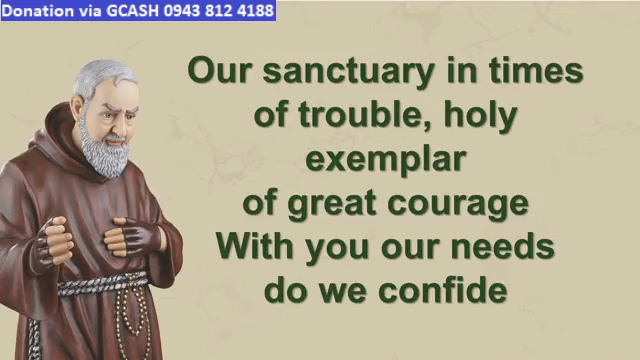 Donation via GCASH 0943 812 4188
Our sanctuary in times
of trouble, holy
exemplar
of great courage
With you our needs
do we confide